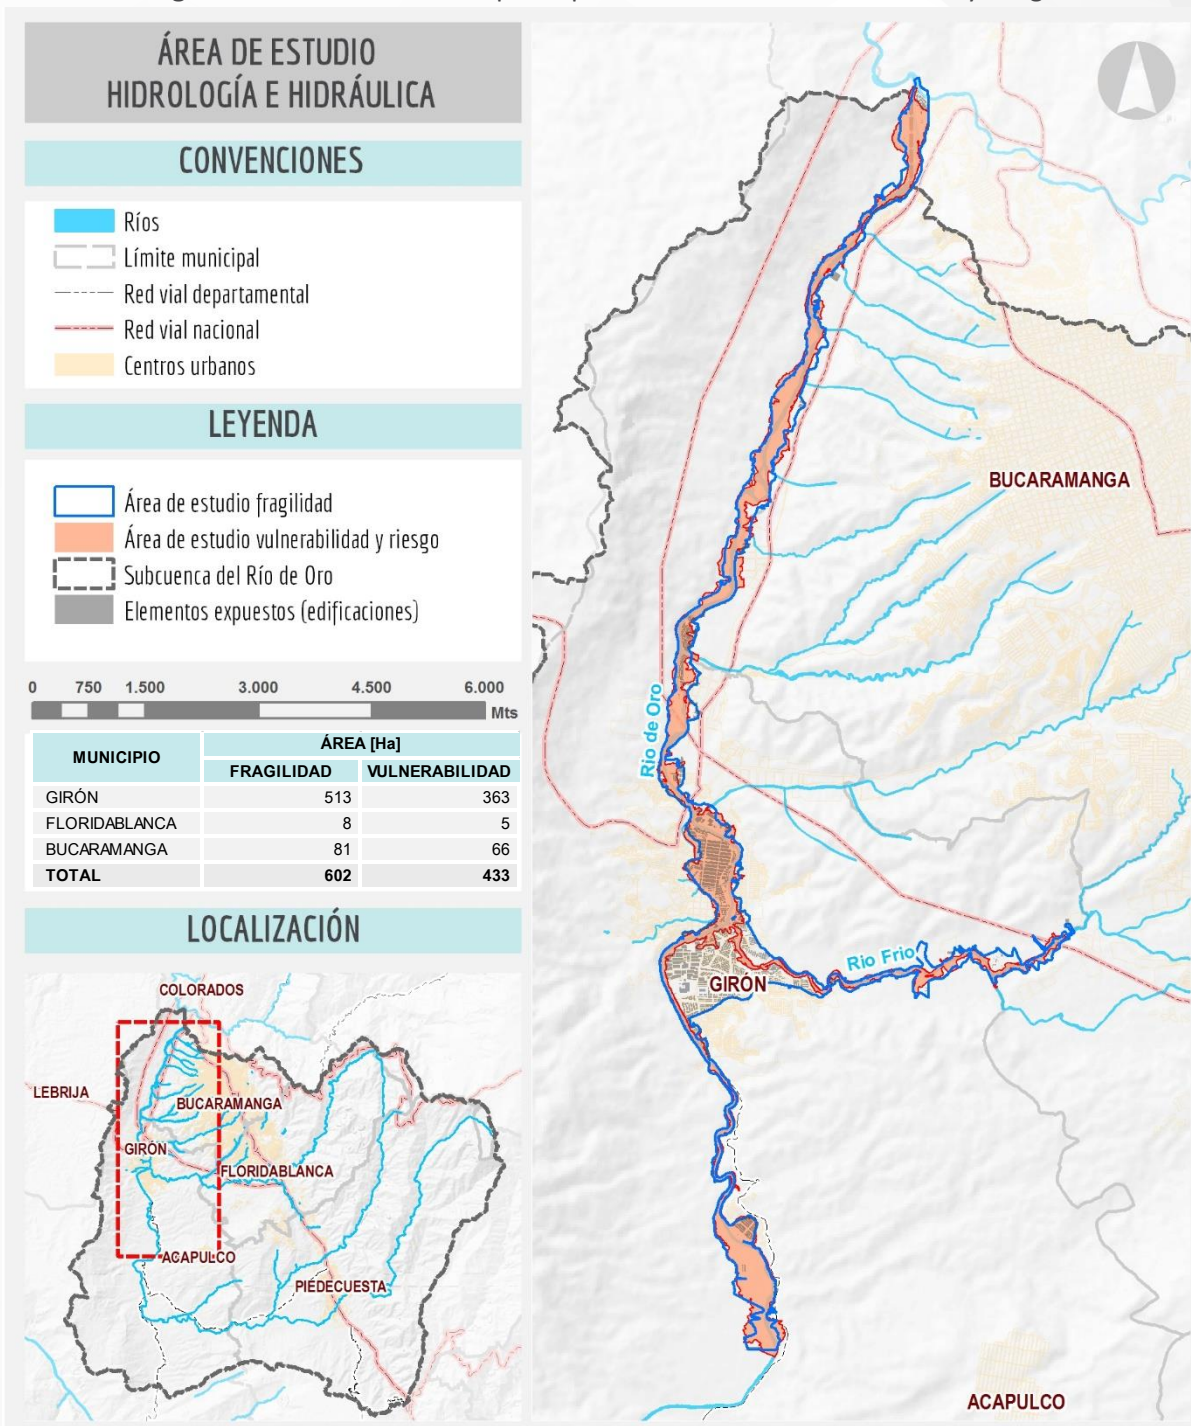 ÁREA DE ESTUDIO
HIDROLOGÍA E HIDRÁULICA
CONVENCIONES
Ríos
Límite municipal
Red vial departamental
Red vial nacional
Centros urbanos
LEYENDA
Área de estudio fragilidad
Área de estudio vulnerabilidad y riesgo
Subcuenca del Río de Oro
Elementos expuestos (edificaciones)
0 750 1.500 3.000 4.500 6.000
Mts
MUNICIPIO ÁREA [Ha]
FRAGILIDAD VULNERABILIDAD
GIRÓN 513 363
FLORIDABLANCA 8 5
BUCARAMANGA 81 66
TOTAL 602 433
LOCALIZACIÓN
COLORADOS
LEBRIJA
BUCARAMANGA
GIRÓN
FLORIDABLANCA
ACAPULCO
PIEDECUESTA
BUCARAMANGA
Rio de Oro
Rio Frio
GIRÓN
ACAPULCO